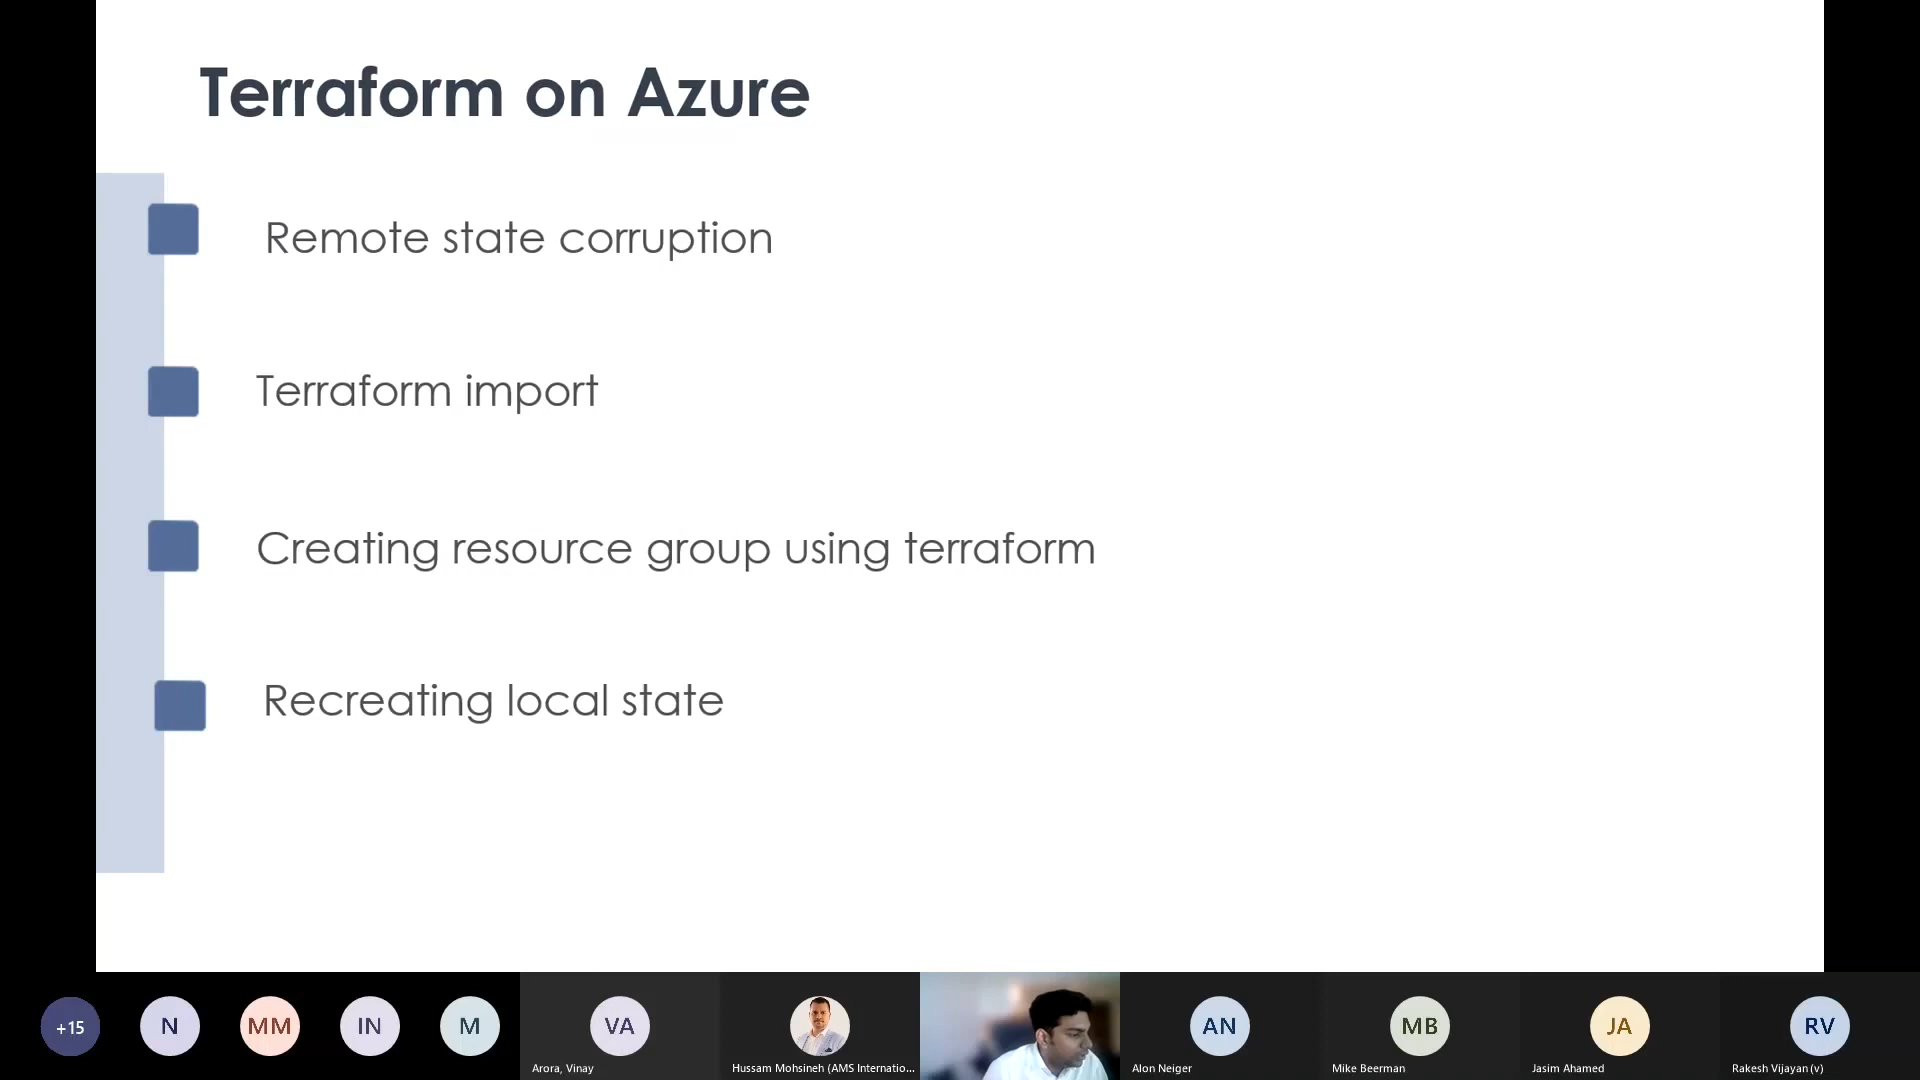 Terraform on Azure
Remote state corruption
Terraform import
Creating resource group using terraform
Recreating local state
+15
N
MM
IN
M
VA
AN
MB
JA
RV
Arora, Vinay
Hussam Mohsineh (AMS Internatio...
Alon Neiger
Mike Beerman
Jasim Ahamed
Rakesh Vijayan (v)